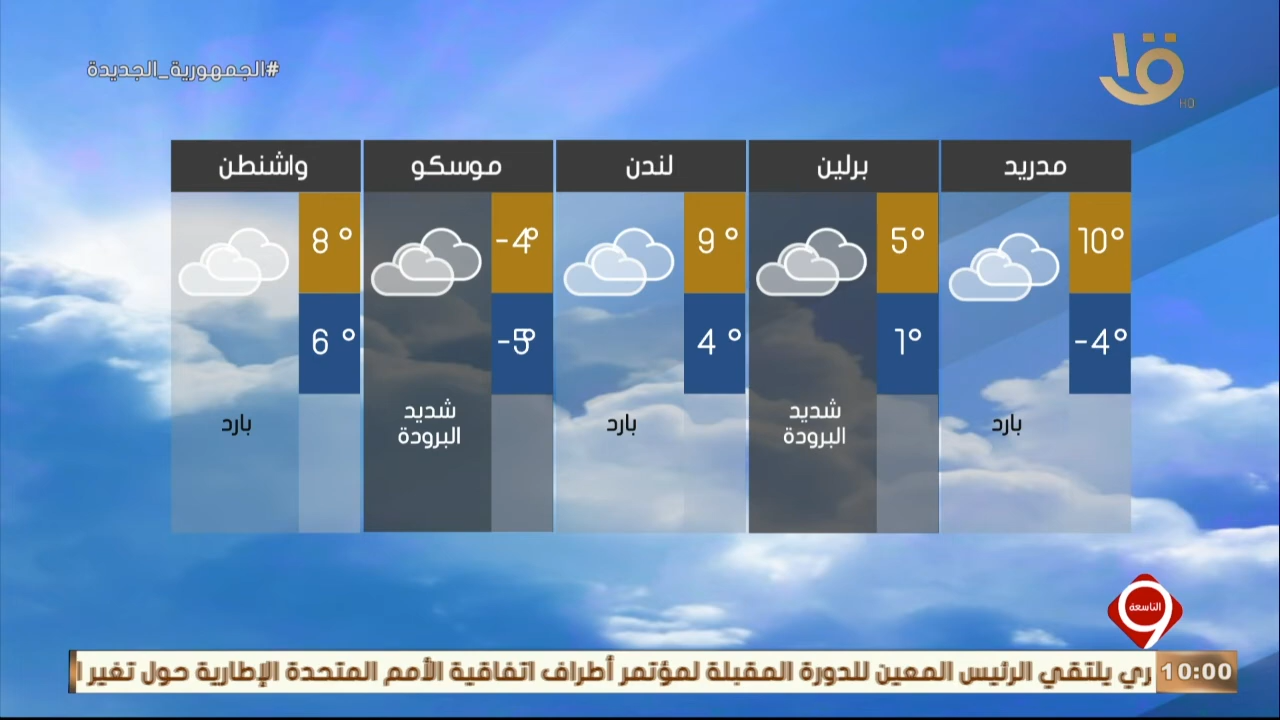 #الجمهورية_الجديدة
HD
مدريد
10°
-4°
بارد
برلين
5°
1°
شديد
البرودة
لندن
9°
4°
بارد
موسكو
-4°
-5°
شديد
البرودة
واشنطن
8°
6°
بارد
التاسعة
9
10:00
ري يلتقي الرئيس المعين للدورة المقبلة لمؤتمر أطراف اتفاقية الأمم المتحدة الإطارية حول تغير ا